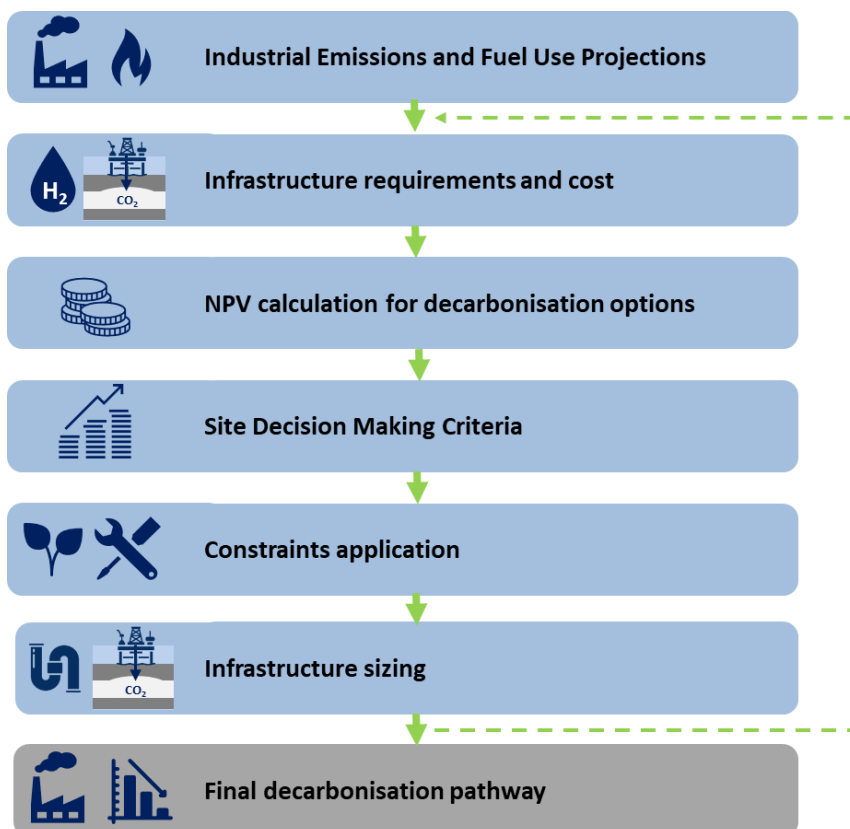 Industrial Emissions and Fuel Use Projections
H₂
CO₂
Infrastructure requirements and cost
NPV calculation for decarbonisation options
Site Decision Making Criteria
Constraints application
CO₂
Infrastructure sizing
Final decarbonisation pathway